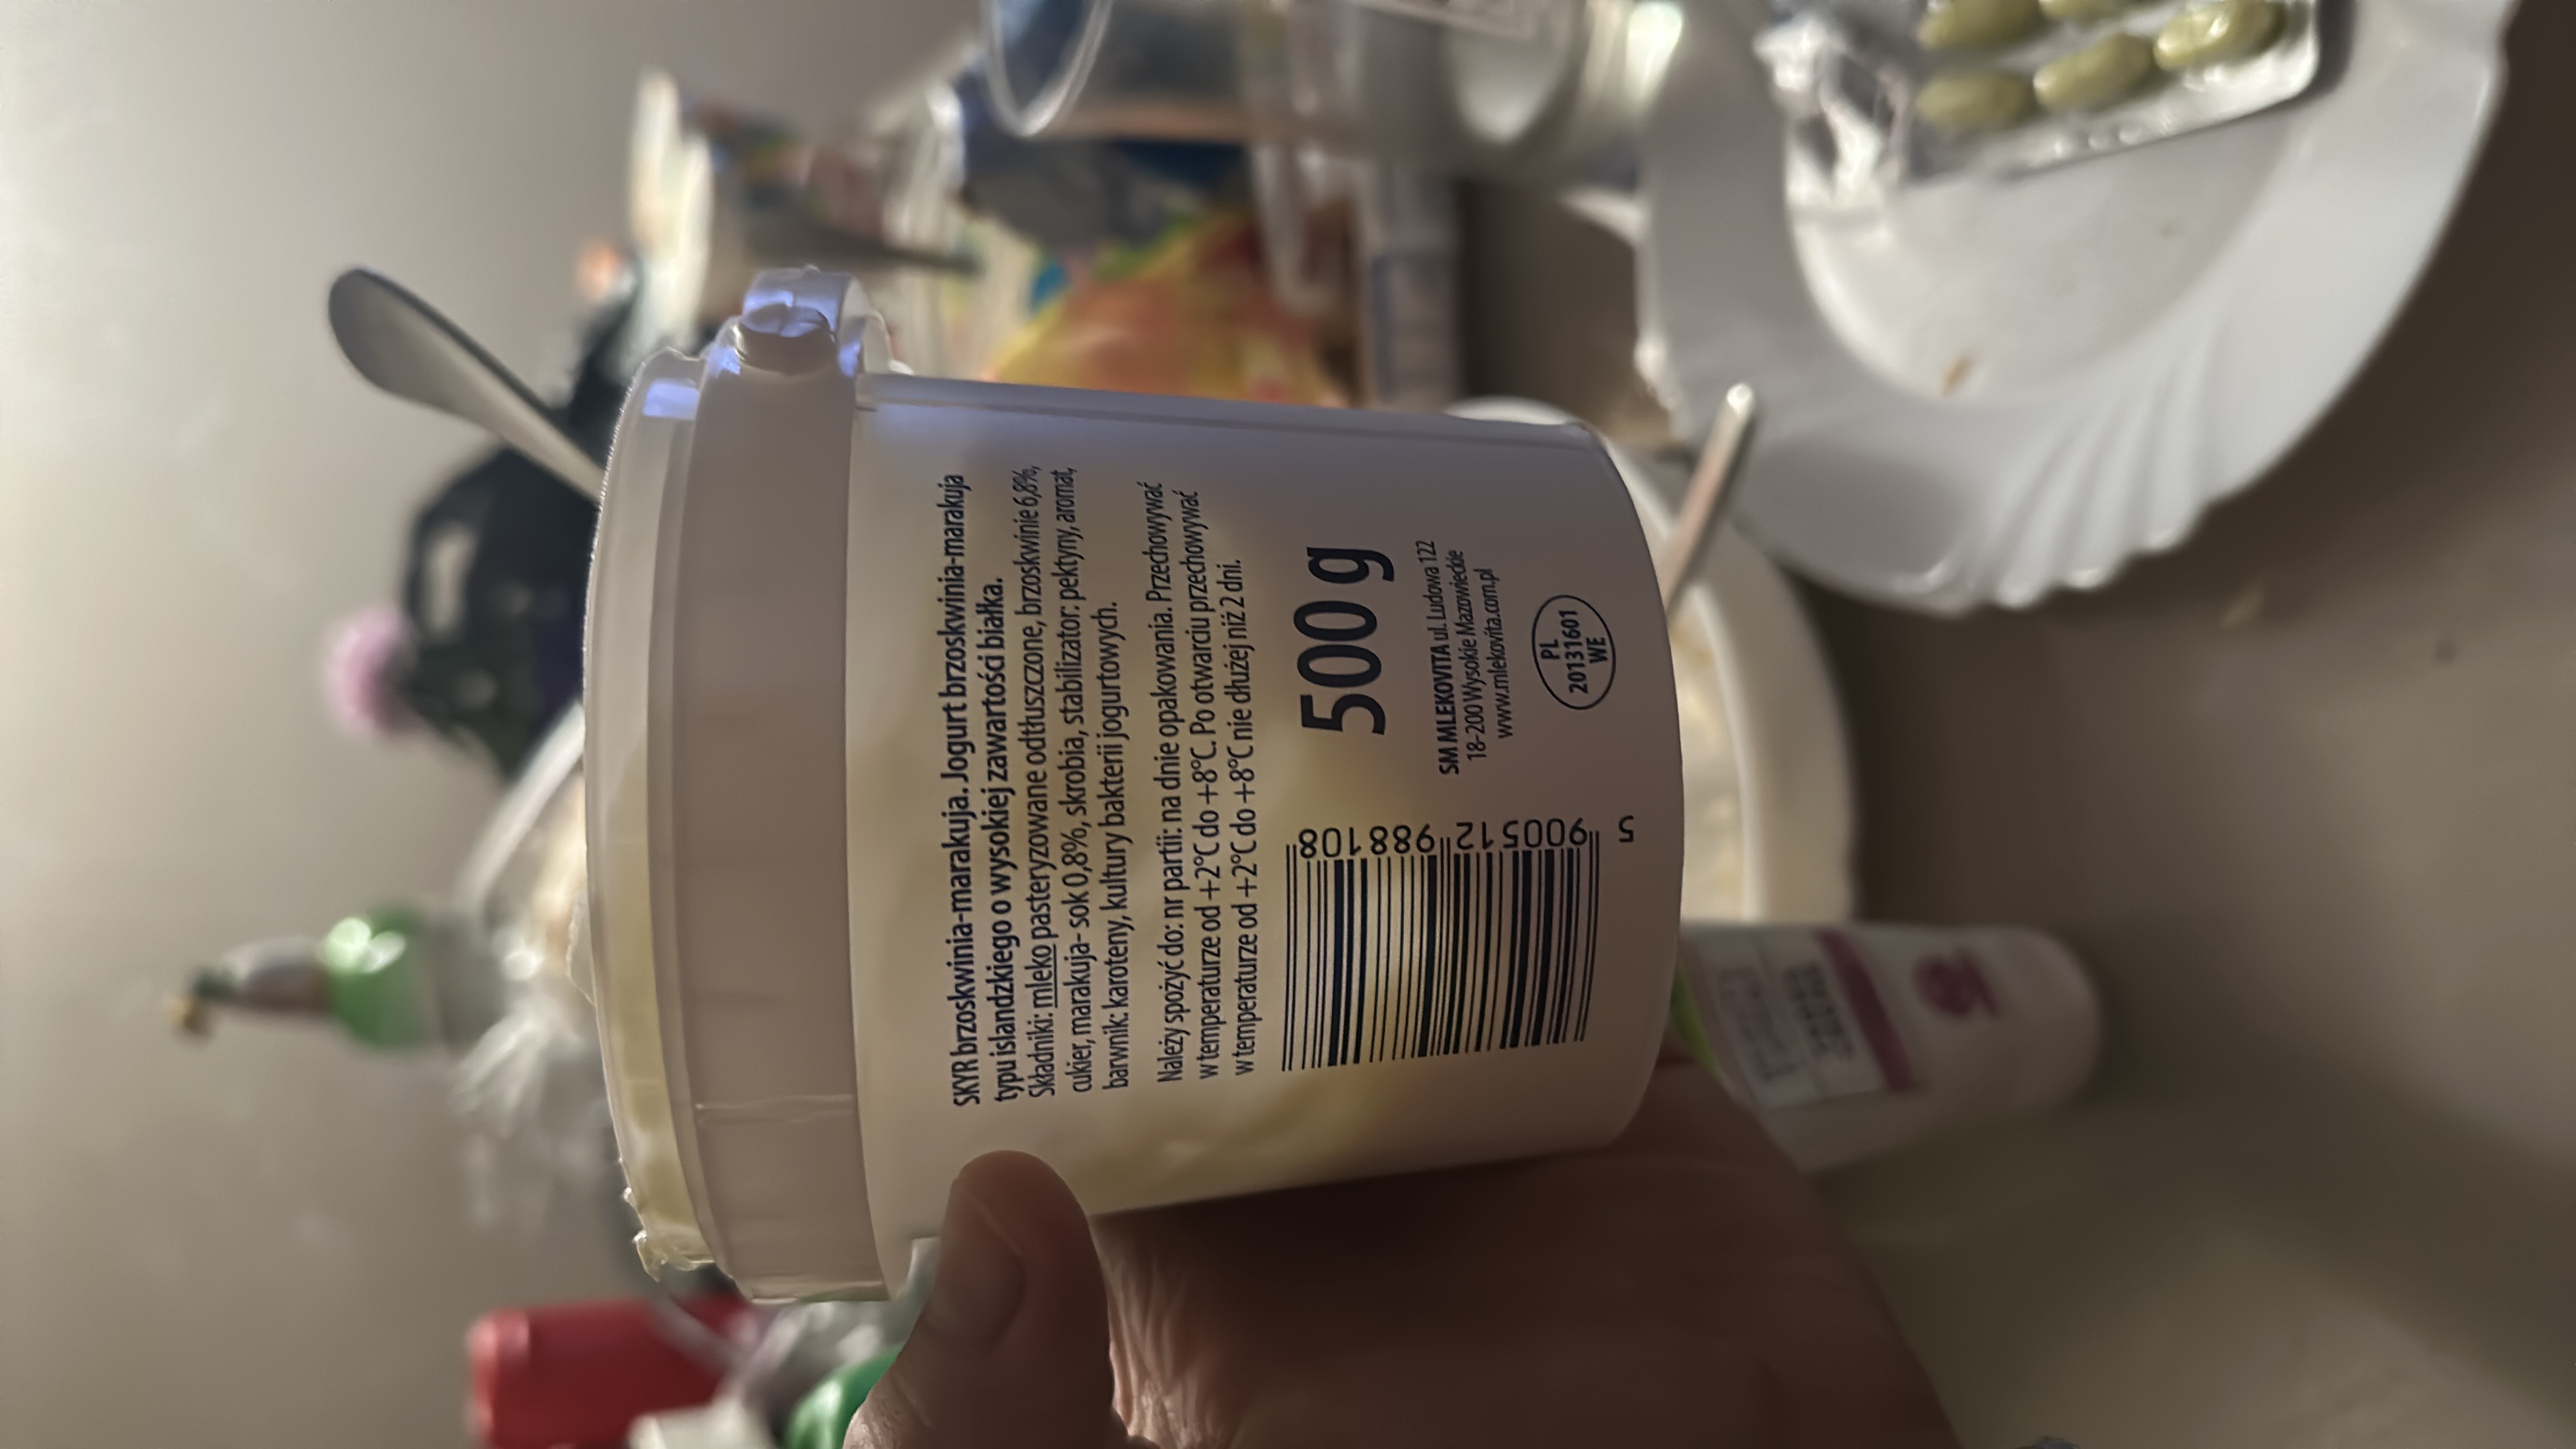 SKYR brzoskwinia-marakuja. Jogurt brzoskwinia-marakuja
typu islandzkiego o wysokiej zawartości białka.
Składniki: mleko pasteryzowane odtłuszczone, brzoskwinie 6,8%,
cukier, marakuja- sok 0,8%, skrobia, stabilizator: pektyny, aromat,
barwnik: karoteny, kultury bakterii jogurtowych.
Należy spożyć do: nr partii: na dnie opakowania. Przechowywać
w temperaturze od +2°C do +8°C. Po otwarciu przechowywać
w temperaturze od +2°C do +8°C nie dłużej niż 2 dni.
500 g
5 900512 988108
SM MLEKOVITA ul. Ludowa 122
18-200 Wysokie Mazowieckie
www.mlekovita.com.pl
PL
20131601
WE